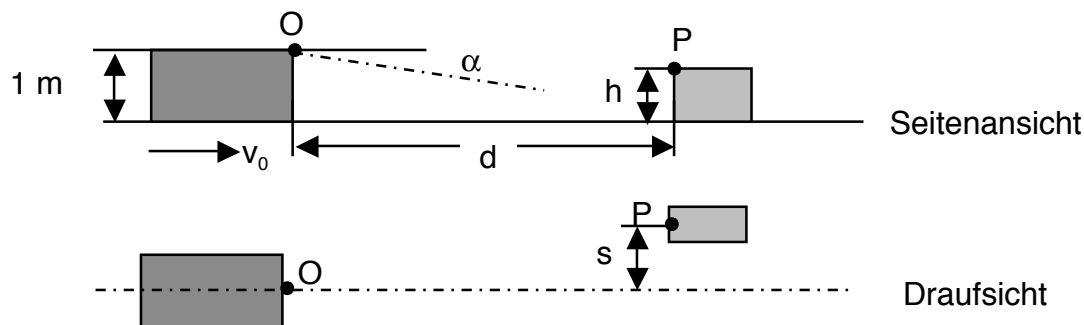 O
P
α
1 m
h
Seitenansicht
v₀
d
P
s
O
Draufsicht